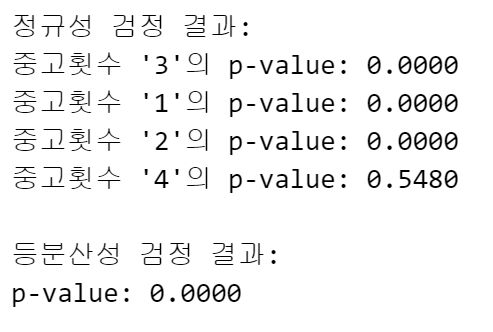 정규성 검정 결과:
중고횟수 '3'의 p-value: 0.0000
중고횟수 '1'의 p-value: 0.0000
중고횟수 '2'의 p-value: 0.0000
중고횟수 '4'의 p-value: 0.5480
등분산성 검정 결과:
p-value: 0.0000